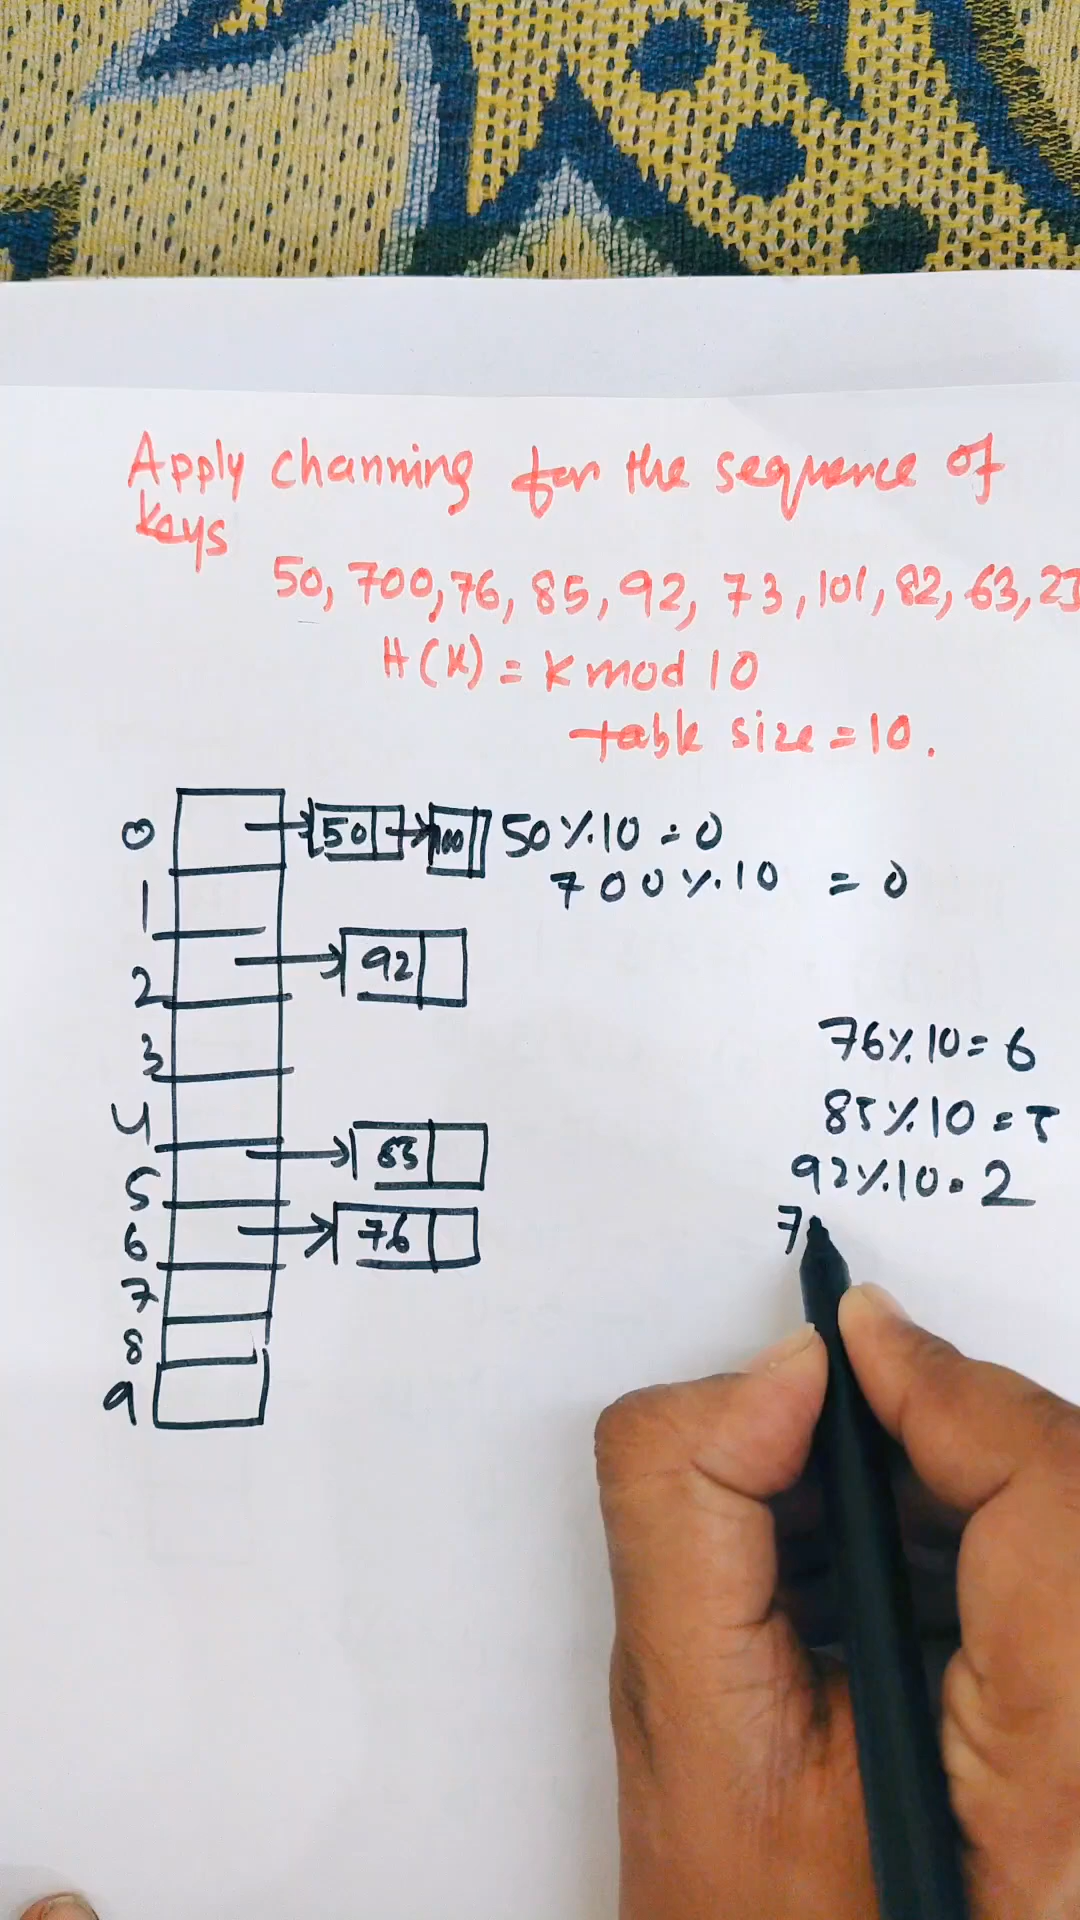 Apply channing for the sequence of
keys
50, 700, 76, 85, 92, 73, 101, 82, 63, 23
H(K) = K mod 10
table size = 10.
0 50 700 50%10 = 0
700%10 = 0
1
2 92
3
76%10 = 6
4
85%10 = 5
5 85
92%10 = 2
6 76
7
7
8
9